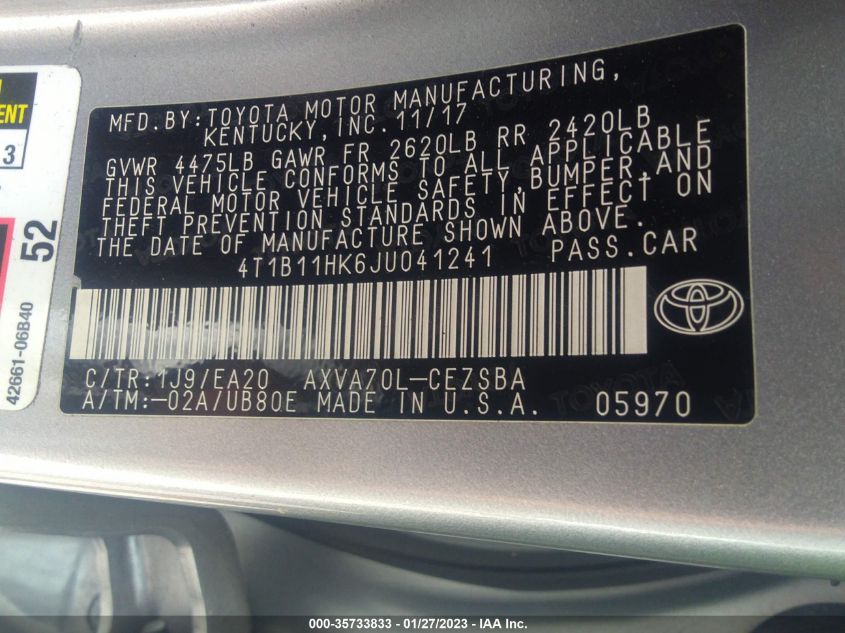 MFD.BY:TOYOTA MOTOR MANUFACTURING,
KENTUCKY, INC. 11/17
GVWR 4475LB GAWR FR 2620LB RR 2420LB
THIS VEHICLE CONFORMS TO ALL APPLICABLE
FEDERAL MOTOR VEHICLE SAFETY,BUMPER,AND
THEFT PREVENTION STANDARDS IN EFFECT ON
THE DATE OF MANUFACTURE SHOWN ABOVE.
4T1B11HK6JU041241 PASS.CAR
C/TR:1J9/EA20 AXVA70L-CEZSBA
A/TM:-02A/UB80E MADE IN U.S.A. 05970
3
52
42661-06B40
000-35733833 - 01/27/2023 - IAA Inc.